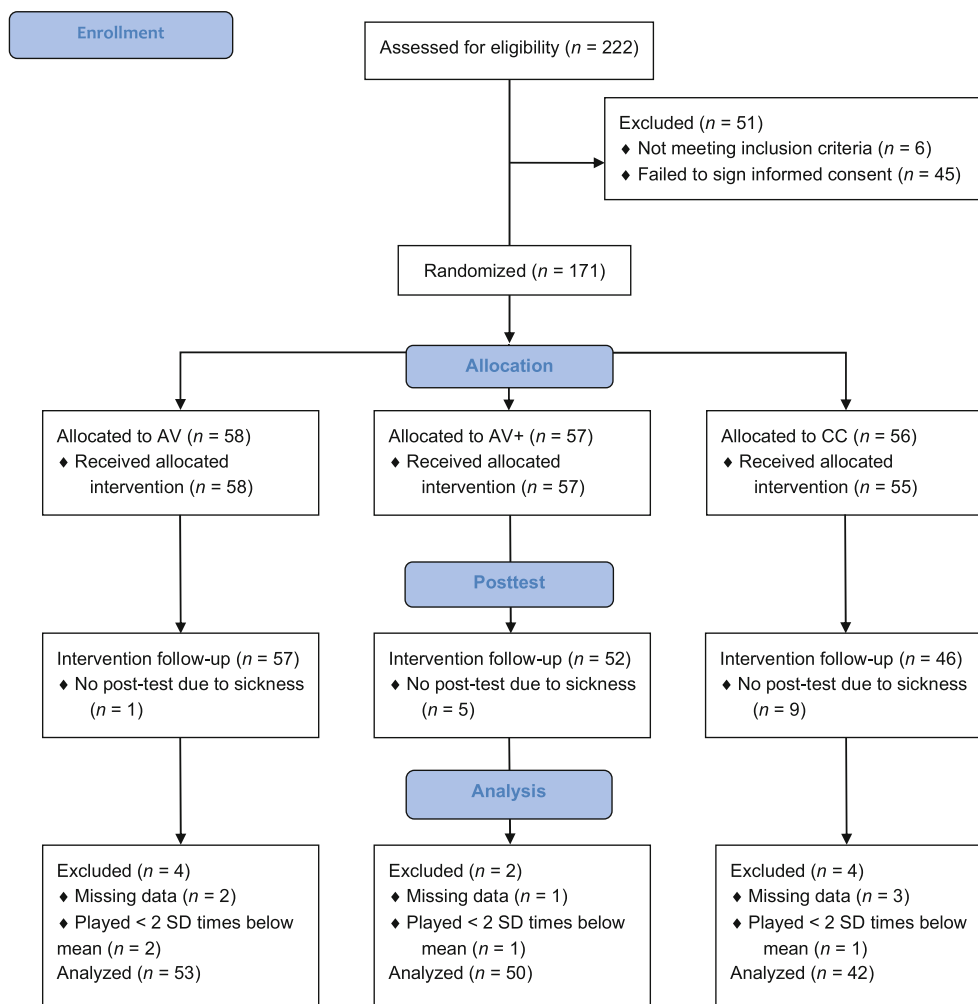 Enrollment
Assessed for eligibility (n = 222)
Excluded (n = 51)
♦ Not meeting inclusion criteria (n = 6)
♦ Failed to sign informed consent (n = 45)
Randomized (n = 171)
Allocation
Allocated to AV (n = 58)
♦ Received allocated
intervention (n = 58)
Allocated to AV+ (n = 57)
♦ Received allocated
intervention (n = 57)
Allocated to CC (n = 56)
♦ Received allocated
intervention (n = 55)
Posttest
Intervention follow-up (n = 57)
♦ No post-test due to sickness
(n = 1)
Intervention follow-up (n = 52)
♦ No post-test due to sickness
(n = 5)
Intervention follow-up (n = 46)
♦ No post-test due to sickness
(n = 9)
Analysis
Excluded (n = 4)
♦ Missing data (n = 2)
♦ Played < 2 SD times below
mean (n = 2)
Analyzed (n = 53)
Excluded (n = 2)
♦ Missing data (n = 1)
♦ Played < 2 SD times below
mean (n = 1)
Analyzed (n = 50)
Excluded (n = 4)
♦ Missing data (n = 3)
♦ Played < 2 SD times below
mean (n = 1)
Analyzed (n = 42)